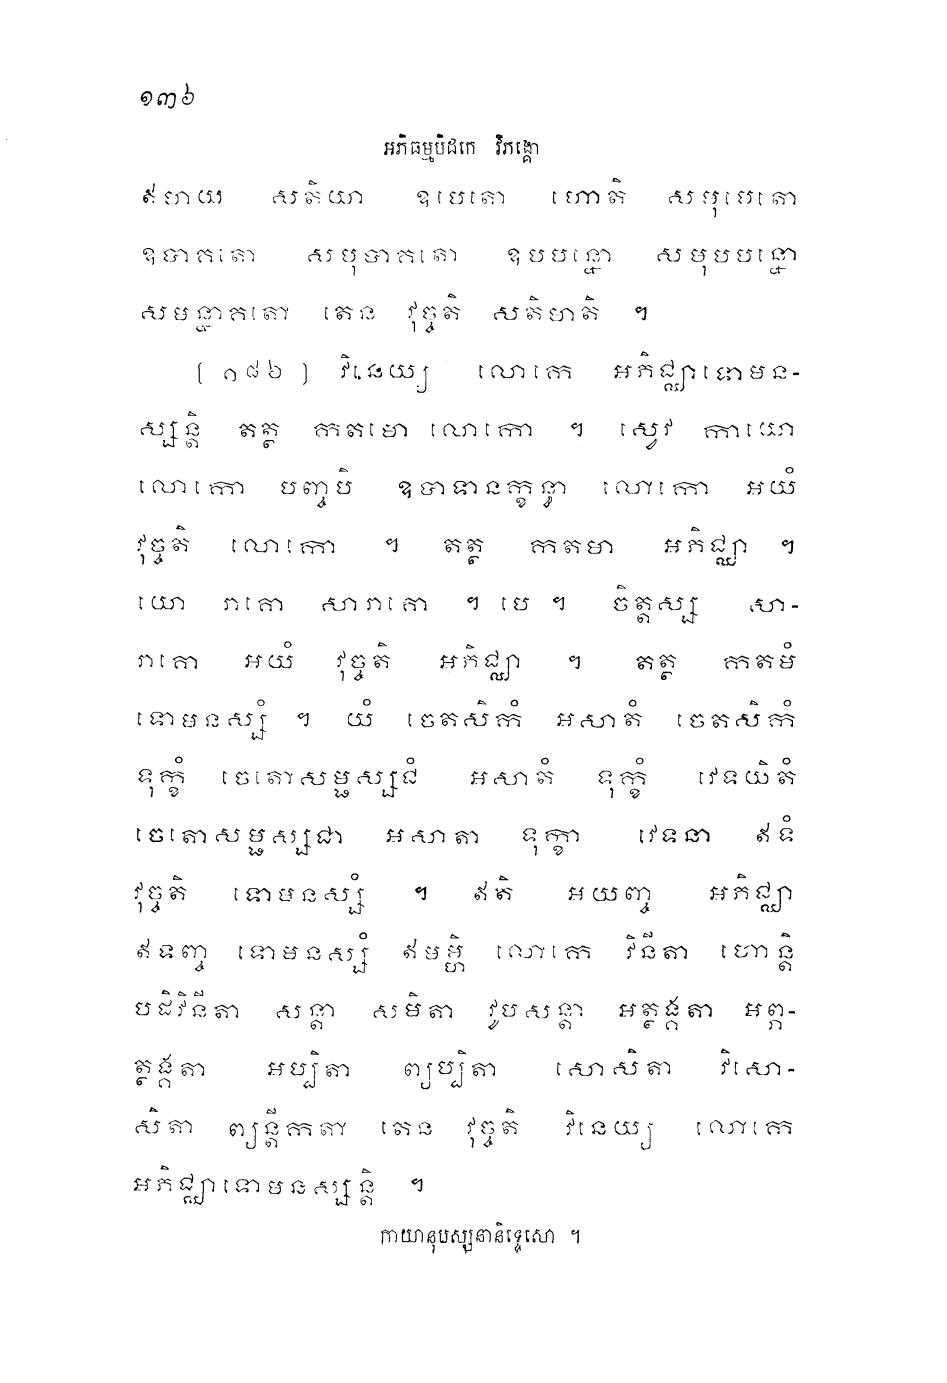 ១៣៦
អភិធម្មបិដកេ វិភង្គោ
ឥមាយ សតិយា ឧបេតោ ហោតិ សមុបេតោ
ឧបាគតោ សមុបាគតោ ឧបបន្នោ សមុបបន្នោ
សមន្នាគតោ តេន វុច្ចតិ សតិមាតិ ។
[ ១៨៦ ] វិនេយ្យ លោកេ អភិជ្ឈាទោមន-
ស្សន្តិ តត្ថ កតមោ លោកោ ។ ស្វេវ កាយោ
លោកោ បញ្ចបិ ឧបាទានក្ខន្ធា លោកោ អយំ
វុច្ចតិ លោកោ ។ តត្ថ កតមា អភិជ្ឈា ។
យោ រាគោ សារាគោ ។ បេ ។ ចិត្តស្ស សា-
រាគោ អយំ វុច្ចតិ អភិជ្ឈា ។ តត្ថ កតមំ
ទោមនស្សំ ។ យំ ចេតសិកំ អសាតំ ចេតសិកំ
ទុក្ខំ ចេតោសម្ផស្សជំ អសាតំ ទុក្ខំ វេទយិតំ
ចេតោសម្ផស្សជា អសាតា ទុក្ខា វេទនា ឥទំ
វុច្ចតិ ទោមនស្សំ ។ ឥតិ អយញ្ច អភិជ្ឈា
ឥទញ្ច ទោមនស្សំ ឥមម្ហិ លោកេ វិនីតា ហោន្តិ
បដិវិនីតា សន្តា សមិតា វូបសន្តា អត្ថង្គតា អព្ភ-
ត្ថង្គតា អប្បិតា ព្យប្បិតា សោសិតា វិសោ-
សិតា ព្យន្តីកតា តេន វុច្ចតិ វិនេយ្យ លោកេ
អភិជ្ឈាទោមនស្សន្តិ ។
កាយានុបស្សនានិទ្ទេសោ ។